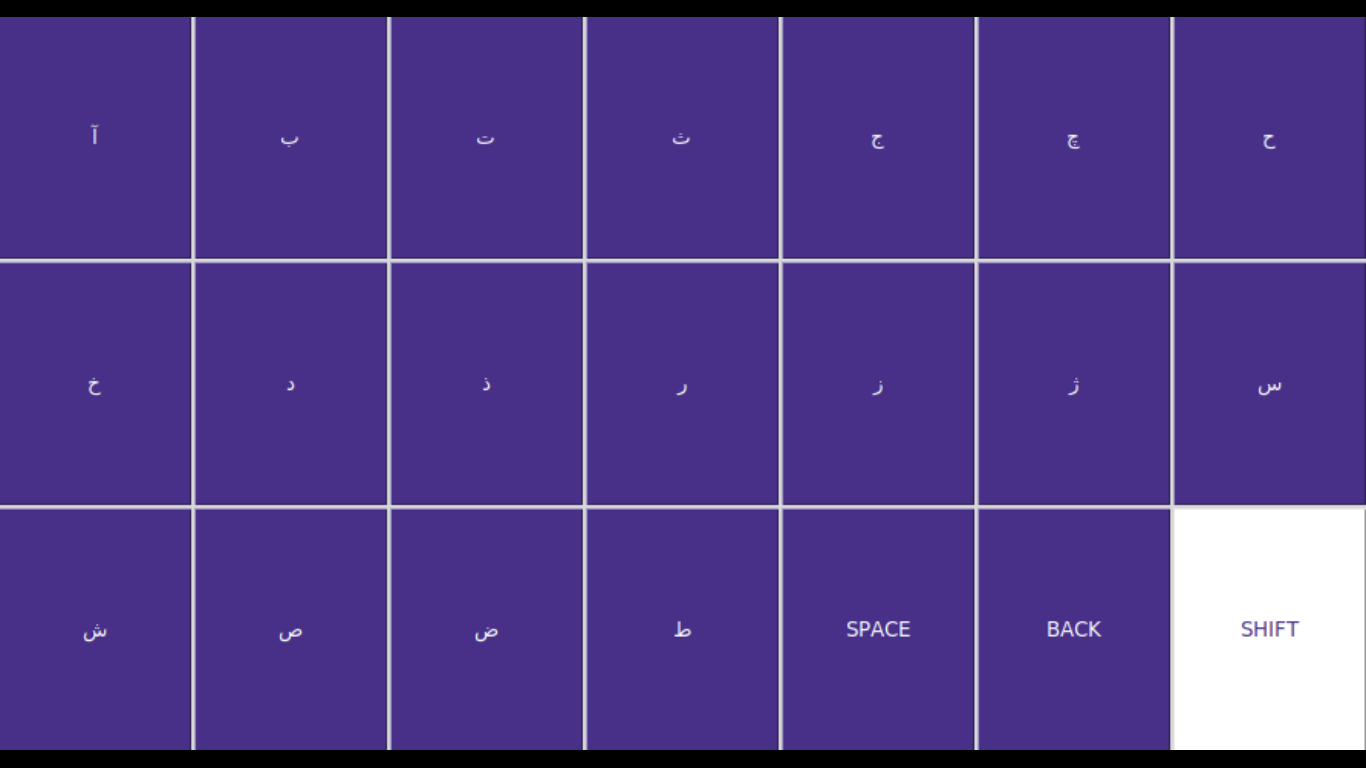 آ ب ت ث ج چ ح
خ د ذ ر ز ژ س
ش ص ض ط SPACE BACK SHIFT